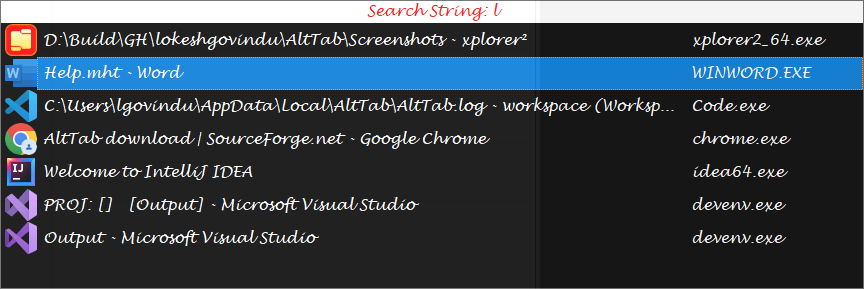 Search String: l
D:\Build\GH\lokeshgovindu\AltTab\Screenshots - xplorer² xplorer2_64.exe
Help.mht - Word WINWORD.EXE
C:\Users\lgovindu\AppData\Local\AltTab\AltTab.log - workspace (Worksp... Code.exe
AltTab download | SourceForge.net - Google Chrome chrome.exe
Welcome to IntelliJ IDEA idea64.exe
PROJ: [] [Output] - Microsoft Visual Studio devenv.exe
Output - Microsoft Visual Studio devenv.exe